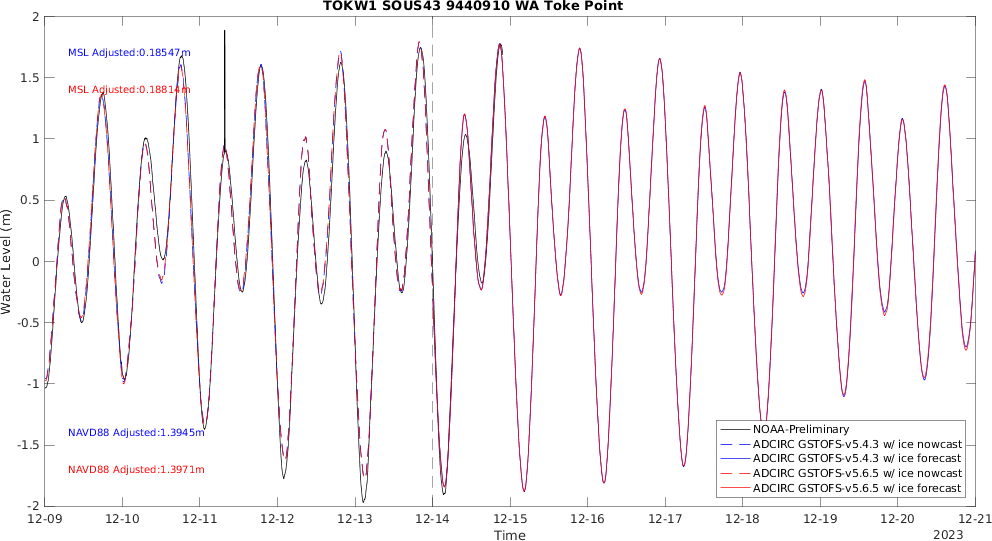 TOKW1 SOUS43 9440910 WA Toke Point
2
1.5
1
0.5
0
-0.5
-1
-1.5
-2
Water Level (m)
MSL Adjusted:0.18547m
MSL Adjusted:0.18814m
NAVD88 Adjusted:1.3945m
NAVD88 Adjusted:1.3971m
NOAA-Preliminary
ADCIRC GSTOFS-v5.4.3 w/ ice nowcast
ADCIRC GSTOFS-v5.4.3 w/ ice forecast
ADCIRC GSTOFS-v5.6.5 w/ ice nowcast
ADCIRC GSTOFS-v5.6.5 w/ ice forecast
12-09 12-10 12-11 12-12 12-13 12-14 12-15 12-16 12-17 12-18 12-19 12-20 12-21
Time
2023